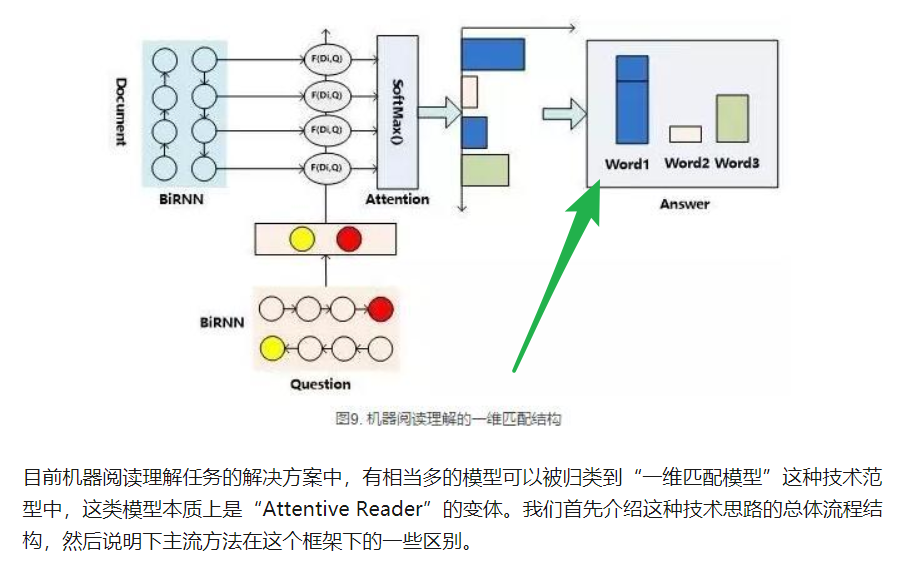 Document
BiRNN
F(Di,Q)
F(Di,Q)
F(Di,Q)
F(Di,Q)
SoftMax()
Attention
Word1 Word2 Word3
Answer
BiRNN
Question
图9. 机器阅读理解的一维匹配结构
目前机器阅读理解任务的解决方案中，有相当多的模型可以被归类到“一维匹配模型”这种技术范
型中，这类模型本质上是“Attentive Reader”的变体。我们首先介绍这种技术思路的总体流程结
构，然后说明下主流方法在这个框架下的一些区别。